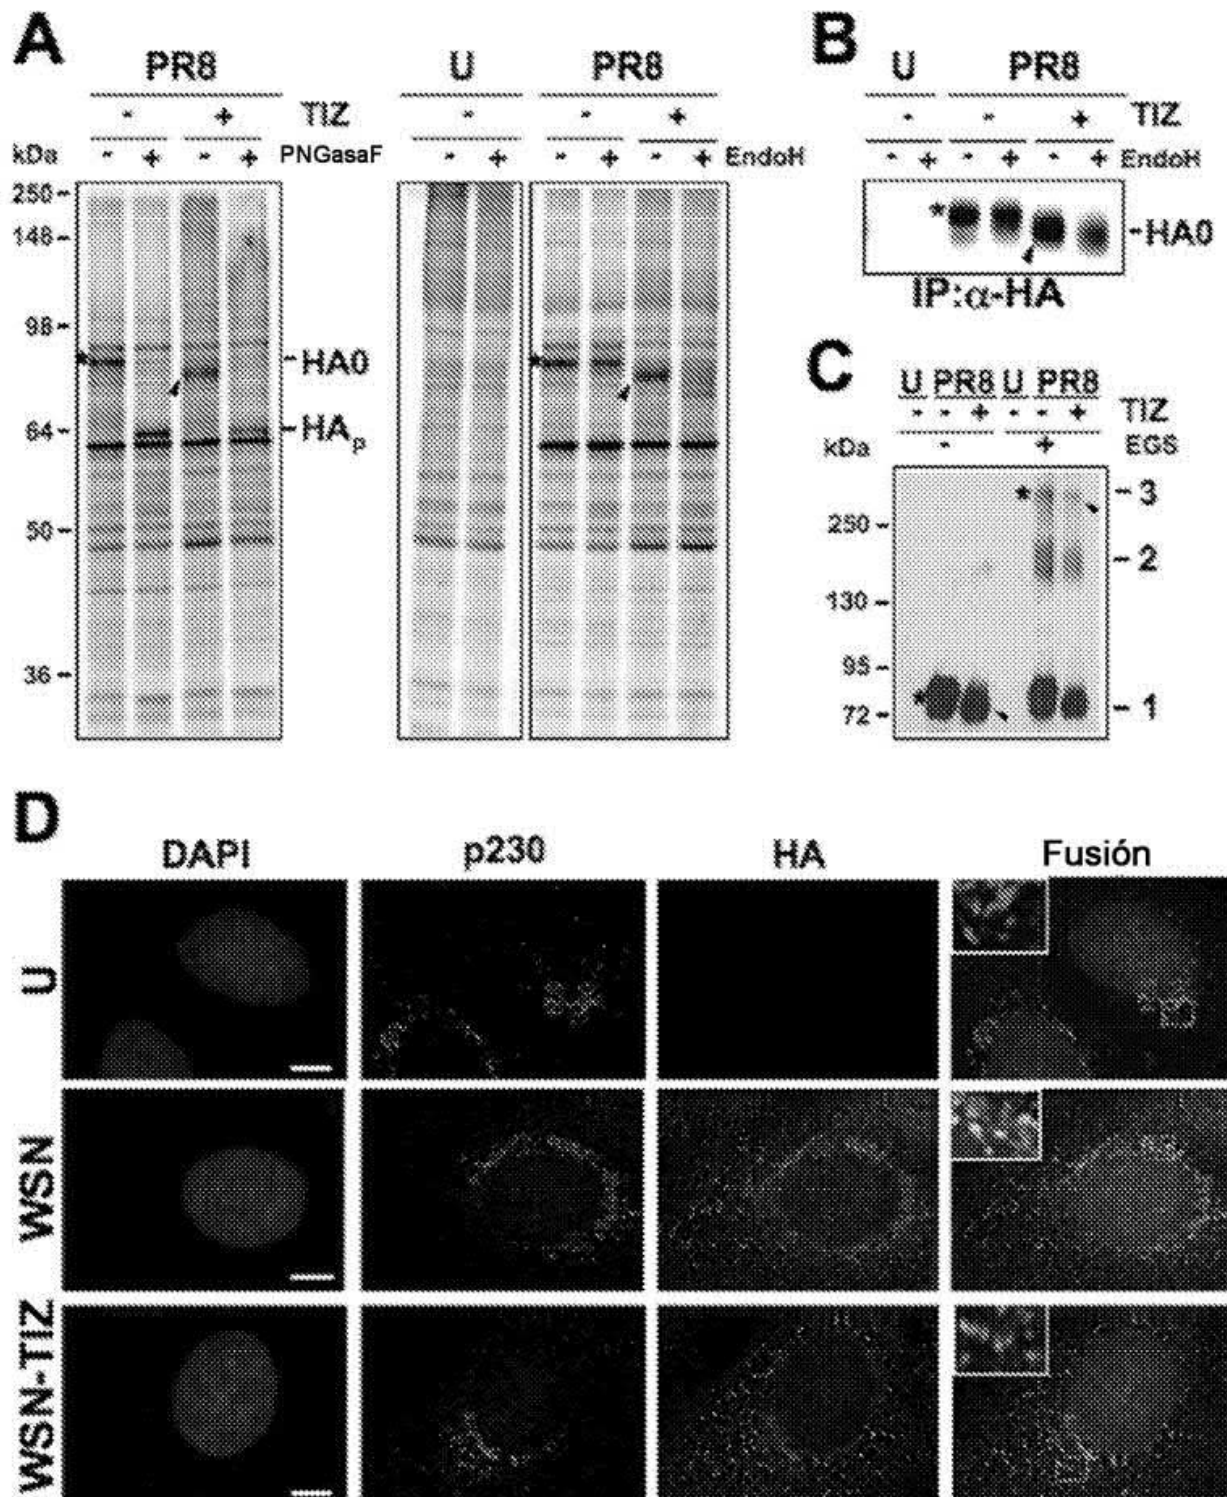 A
PR8
U
PR8
- + TIZ
-
- +
kDa - + - + PNGasaF
- + - + - + EndoH
250
148
98
64
50
36
*
HA0
HAp
*
B
U PR8
- - + TIZ
- + - + - + EndoH
*
-HA0
IP:α-HA
C
U PR8 U PR8
- - + - - + TIZ
kDa - + EGS
250
130
95
72
*
*
3
2
1
D
DAPI p230 HA Fusión
U
WSN
WSN-TIZ